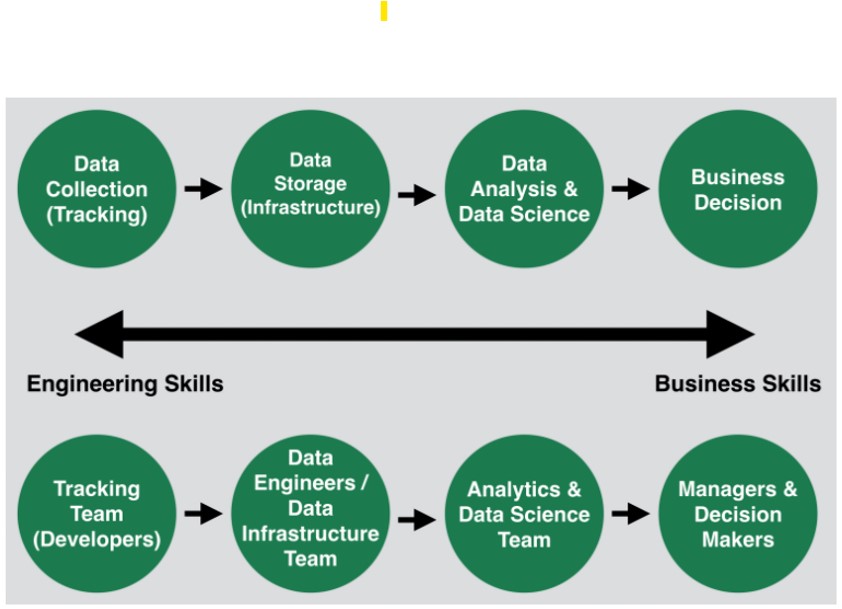 Data
Collection
(Tracking)
Data
Storage
(Infrastructure)
Data
Analysis &
Data Science
Business
Decision
Engineering Skills
Business Skills
Tracking
Team
(Developers)
Data
Engineers /
Data
Infrastructure
Team
Analytics &
Data Science
Team
Managers &
Decision
Makers